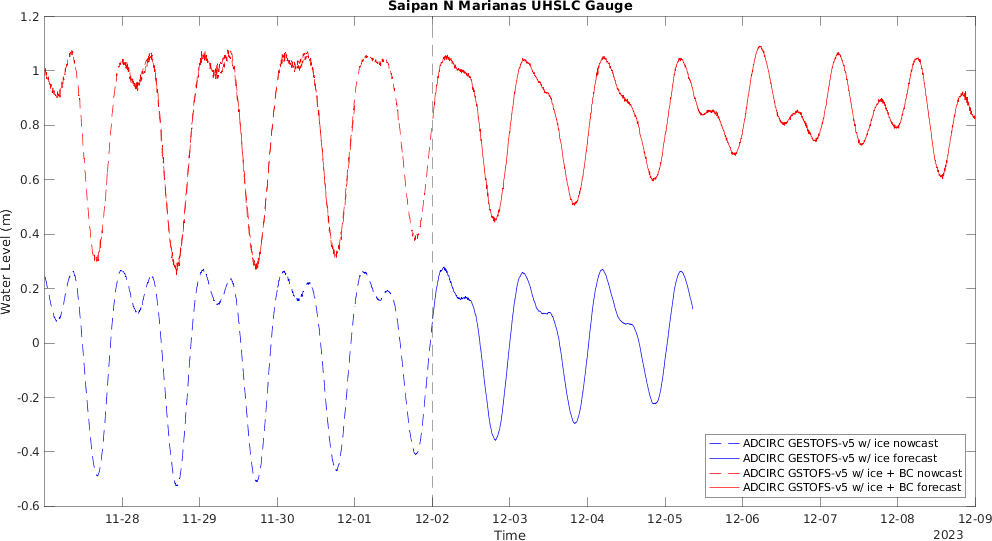 Saipan N Marianas UHSLC Gauge
1.2
1
0.8
0.6
0.4
0.2
0
-0.2
-0.4
-0.6
Water Level (m)
ADCIRC GESTOFS-v5 w/ ice nowcast
ADCIRC GESTOFS-v5 w/ ice forecast
ADCIRC GSTOFS-v5 w/ ice + BC nowcast
ADCIRC GSTOFS-v5 w/ ice + BC forecast
11-28 11-29 11-30 12-01 12-02 12-03 12-04 12-05 12-06 12-07 12-08 12-09
Time
2023